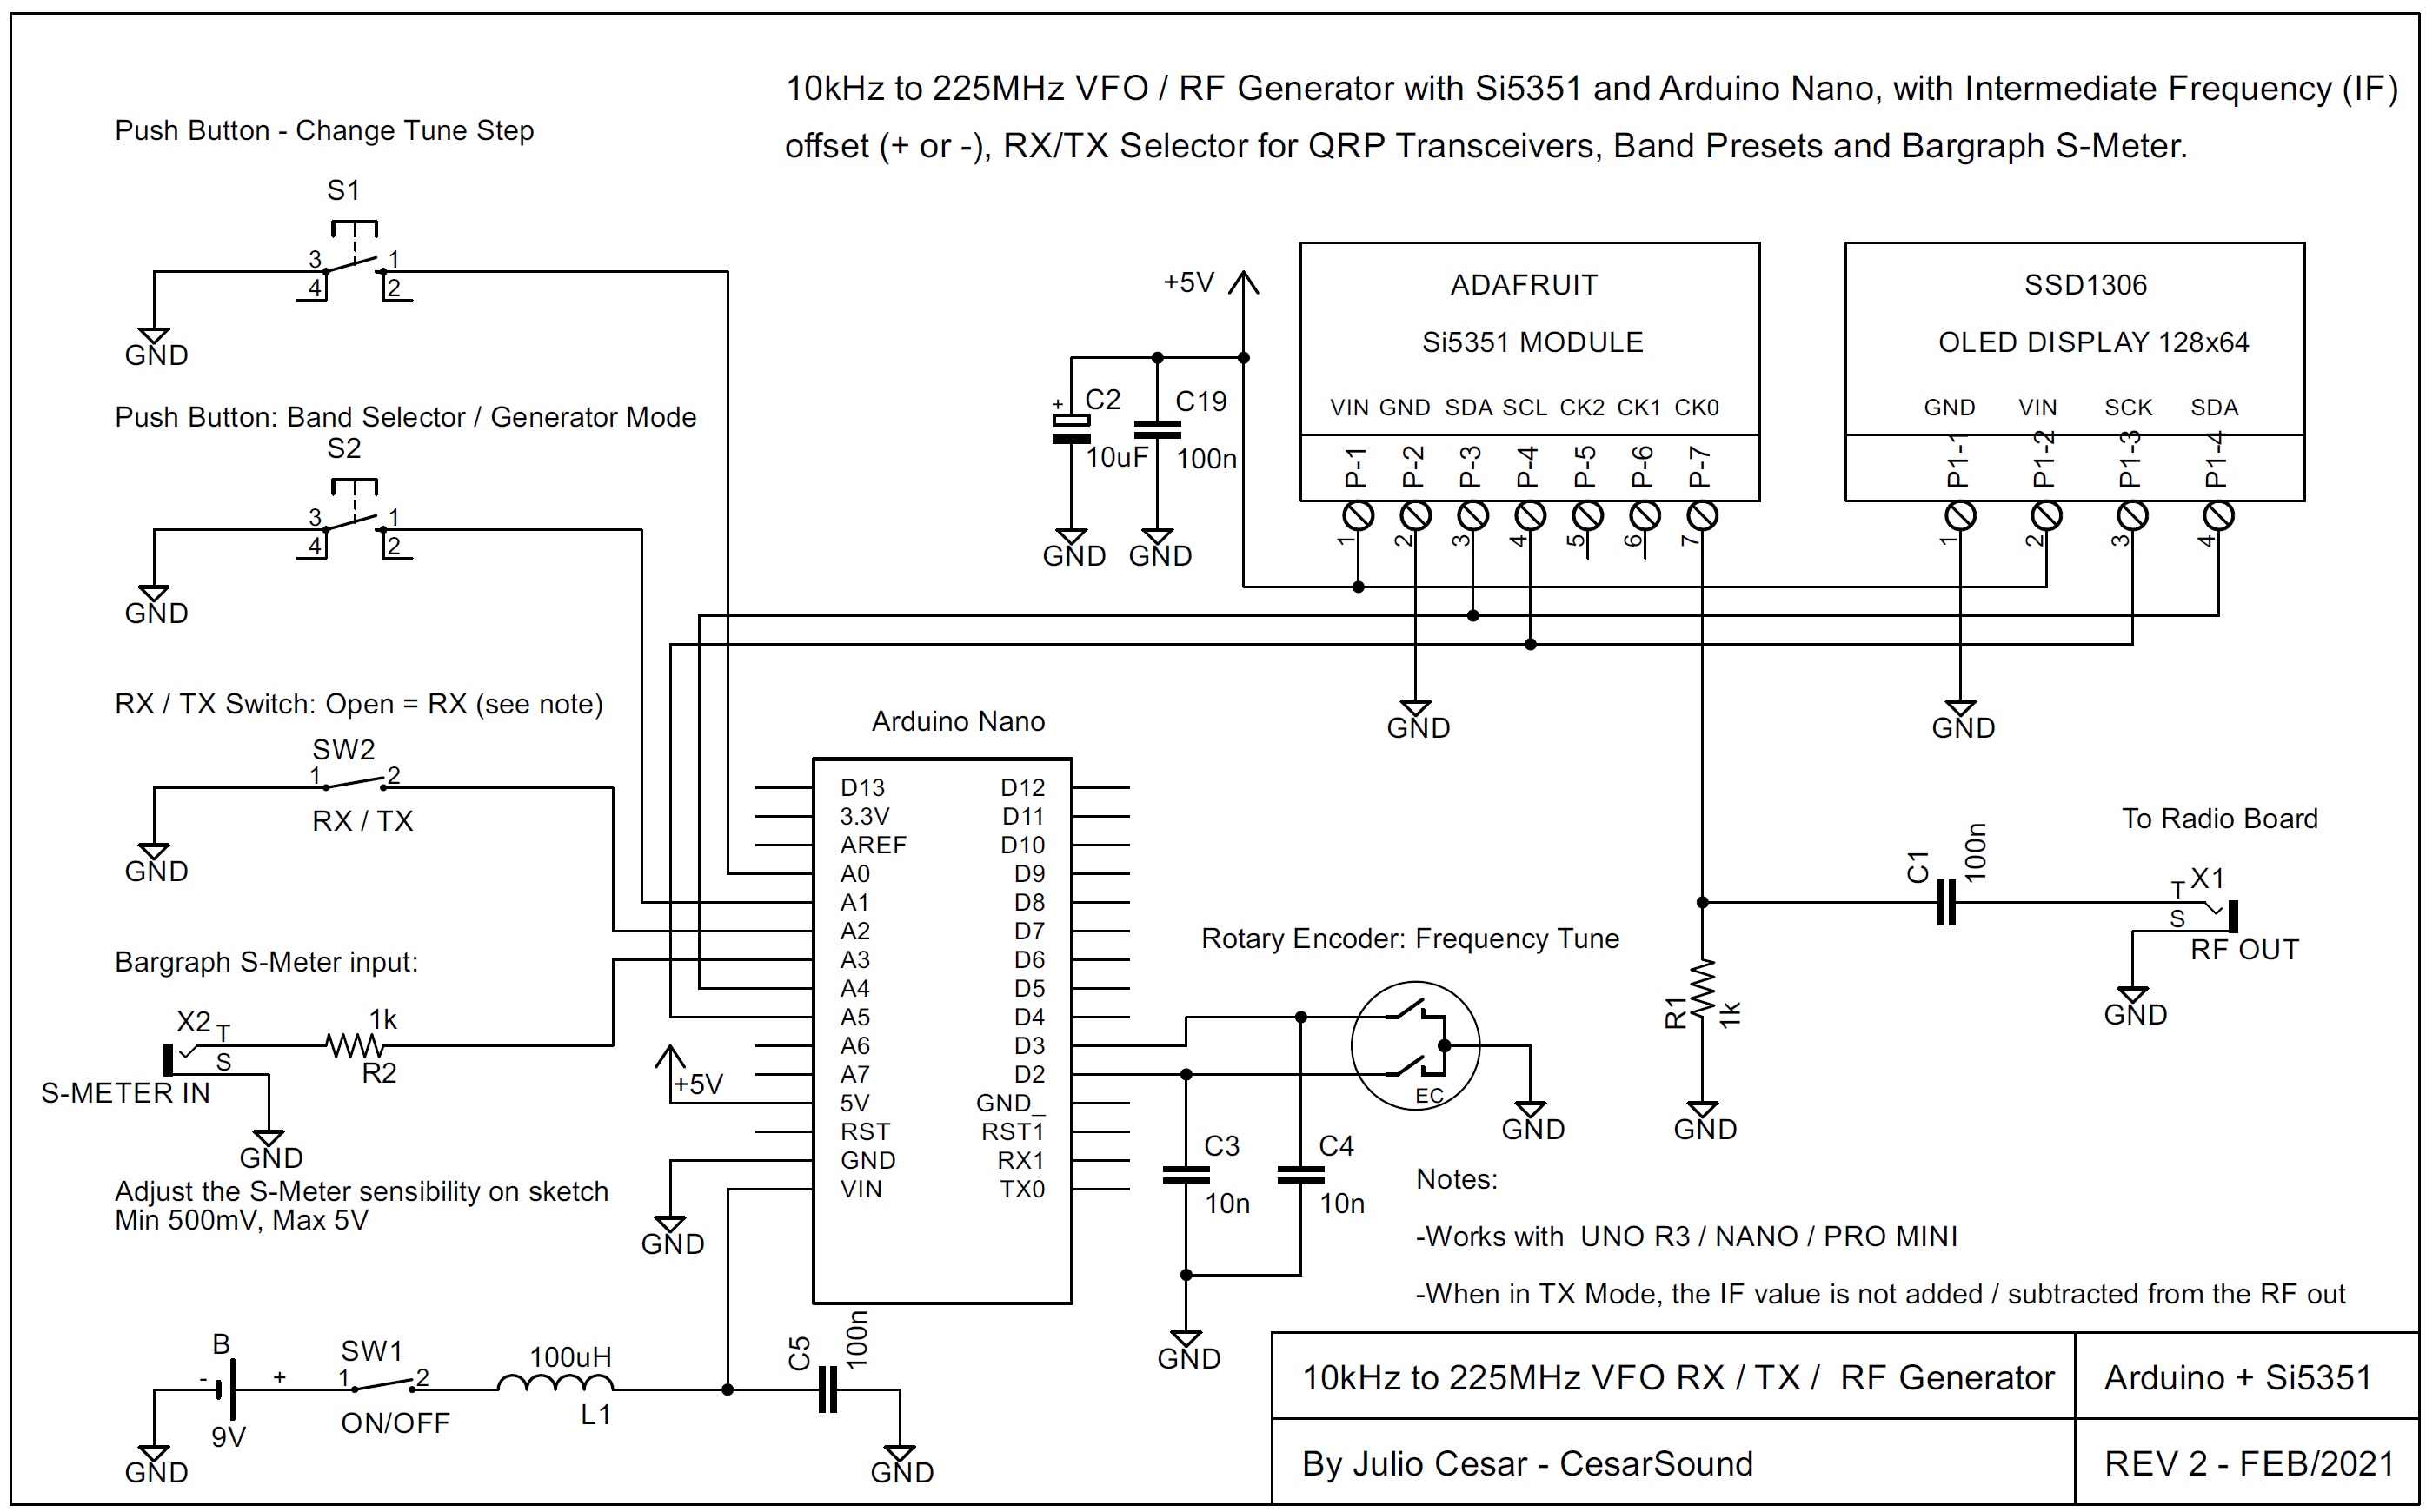 10kHz to 225MHz VFO / RF Generator with Si5351 and Arduino Nano, with Intermediate Frequency (IF)
offset (+ or -), RX/TX Selector for QRP Transceivers, Band Presets and Bargraph S-Meter.
Push Button - Change Tune Step
S1
3 1
4 2
GND
Push Button: Band Selector / Generator Mode
S2
3 1
4 2
GND
RX / TX Switch: Open = RX (see note)
SW2
1 2
RX / TX
GND
Bargraph S-Meter input:
X2 T
S
1k
R2
S-METER IN
GND
Adjust the S-Meter sensibility on sketch
Min 500mV, Max 5V
B
- +
9V
GND
SW1
1 2
ON/OFF
100uH
L1
C5
100n
GND
+5V
+
C2
10uF
C19
100n
GND GND
ADAFRUIT
Si5351 MODULE
VIN GND SDA SCL CK2 CK1 CK0
P-1 P-2 P-3 P-4 P-5 P-6 P-7
1 2 3 4 5 6 7
GND
SSD1306
OLED DISPLAY 128x64
GND VIN SCK SDA
P1-1 P1-2 P1-3 P1-4
1 2 3 4
GND
Arduino Nano
D13 D12
3.3V D11
AREF D10
A0 D9
A1 D8
A2 D7
A3 D6
A4 D5
A5 D4
A6 D3
A7 D2
5V GND_
RST RST1
GND RX1
VIN TX0
+5V
GND
Rotary Encoder: Frequency Tune
EC
GND
C3
10n
C4
10n
GND
R1
1k
GND
C1
100n
To Radio Board
T X1
S
RF OUT
GND
Notes:
-Works with UNO R3 / NANO / PRO MINI
-When in TX Mode, the IF value is not added / subtracted from the RF out
10kHz to 225MHz VFO RX / TX / RF Generator
Arduino + Si5351
By Julio Cesar - CesarSound
REV 2 - FEB/2021